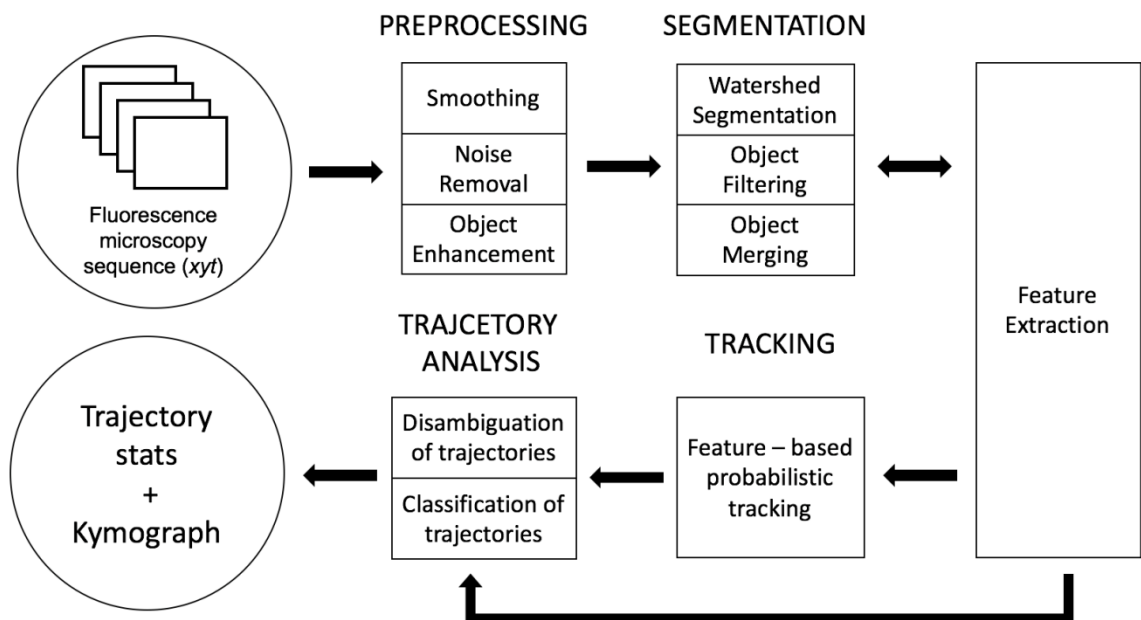 PREPROCESSING
SEGMENTATION
Fluorescence
microscopy
sequence (xyt)
Smoothing
Noise
Removal
Object
Enhancement
Watershed
Segmentation
Object
Filtering
Object
Merging
Feature
Extraction
TRAJCETORY
ANALYSIS
TRACKING
Trajectory
stats
+
Kymograph
Disambiguation
of trajectories
Classification of
trajectories
Feature – based
probabilistic
tracking